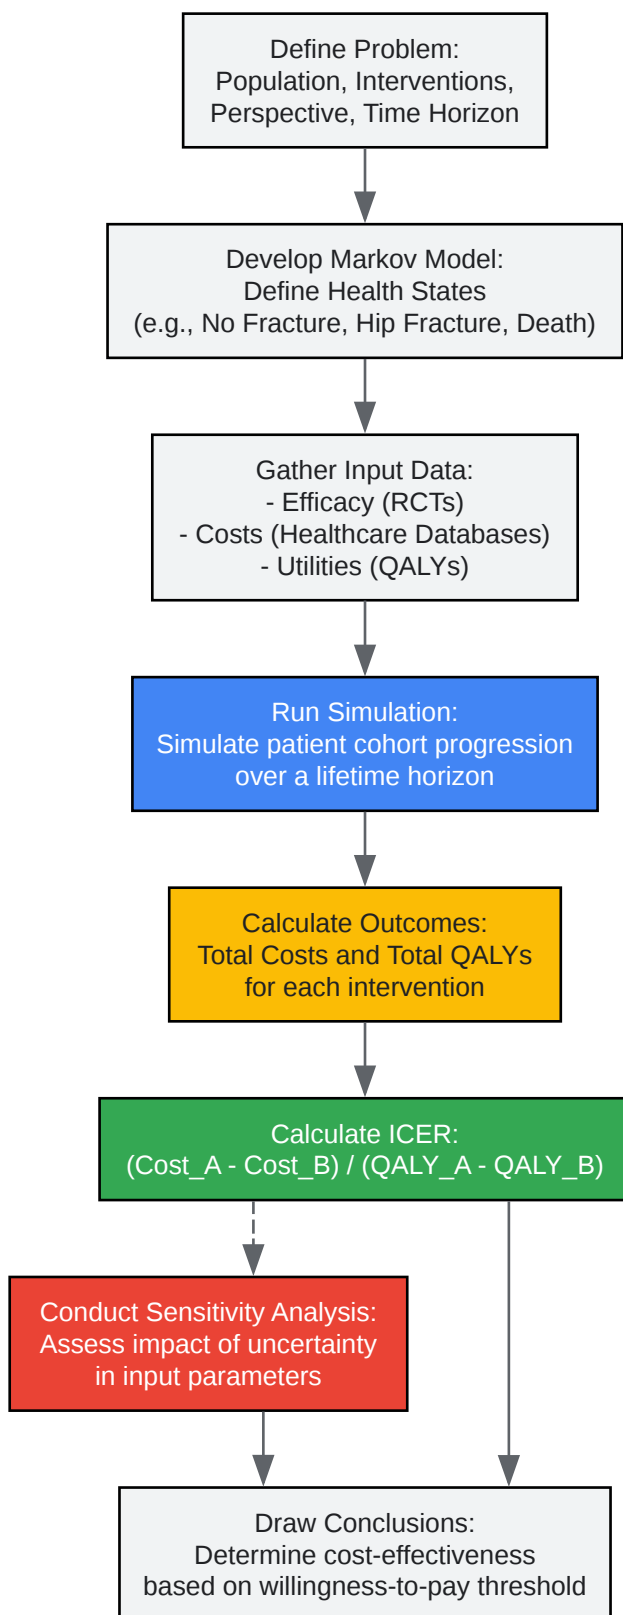 Define Problem:
Population, Interventions,
Perspective, Time Horizon
Develop Markov Model:
Define Health States
(e.g., No Fracture, Hip Fracture, Death)
Gather Input Data:
- Efficacy (RCTs)
- Costs (Healthcare Databases)
- Utilities (QALYs)
Run Simulation:
Simulate patient cohort progression
over a lifetime horizon
Calculate Outcomes:
Total Costs and Total QALYs
for each intervention
Calculate ICER:
(Cost_A - Cost_B) / (QALY_A - QALY_B)
Conduct Sensitivity Analysis:
Assess impact of uncertainty
in input parameters
Draw Conclusions:
Determine cost-effectiveness
based on willingness-to-pay threshold